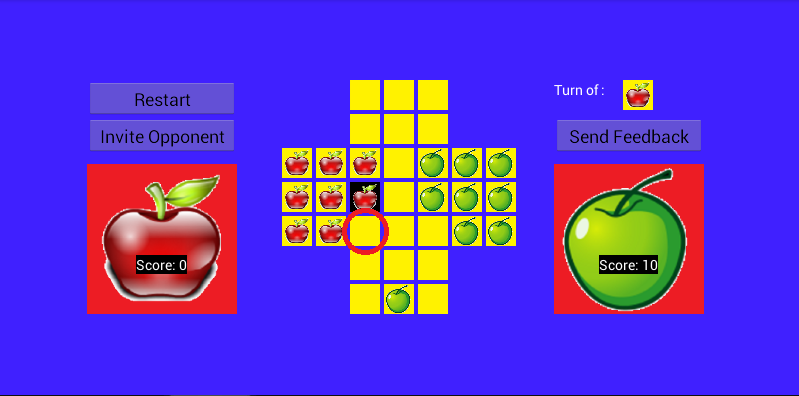 Restart
Invite Opponent
Score: 0
Turn of :
Send Feedback
Score: 10